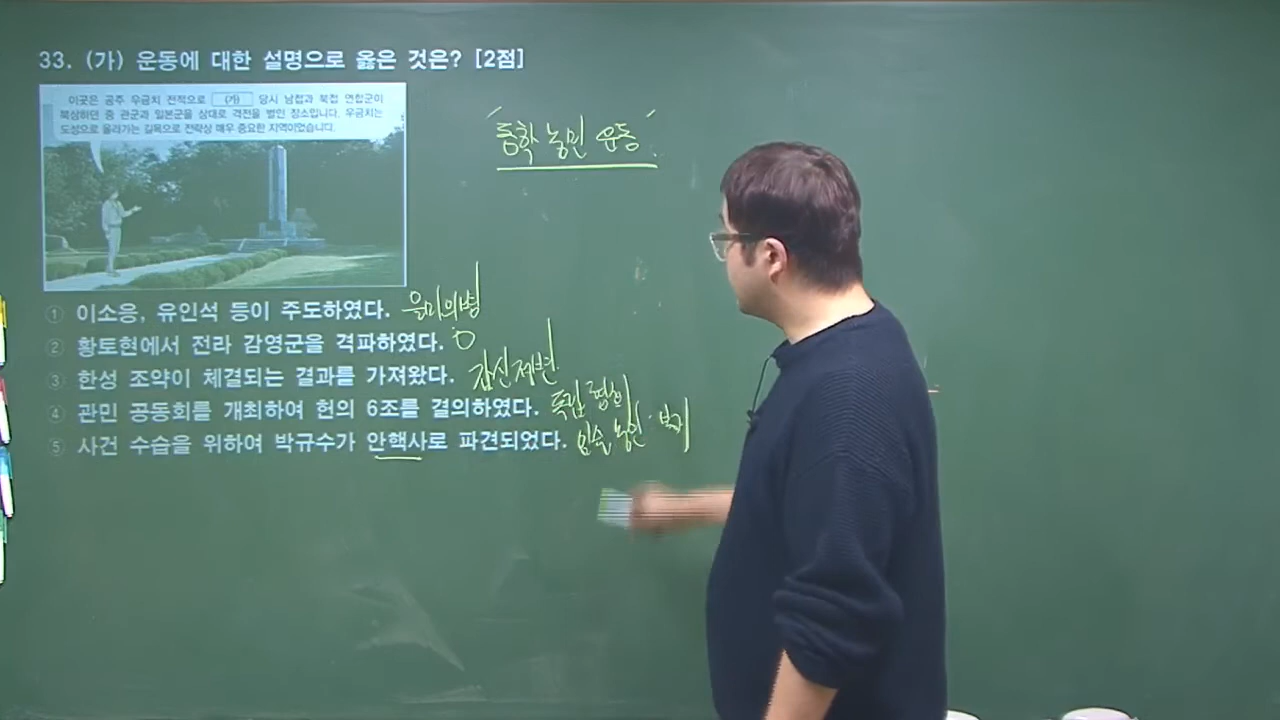 33. (가) 운동에 대한 설명으로 옳은 것은? [2점]
이곳은 공주 우금치 전적으로 (가) 당시 남접과 북접 연합군이
북상하던 중 관군과 일본군을 상대로 격전을 벌인 장소입니다. 우금치는
도성으로 올라가는 길목으로 전략상 매우 중요한 지역이었습니다.
동학 농민 운동
① 이소응, 유인석 등이 주도하였다. 을미의병
② 황토현에서 전라 감영군을 격파하였다. O
③ 한성 조약이 체결되는 결과를 가져왔다. 갑신정변
④ 관민 공동회를 개최하여 헌의 6조를 결의하였다. 독립협회
⑤ 사건 수습을 위하여 박규수가 안핵사로 파견되었다. 임술 농민 봉기